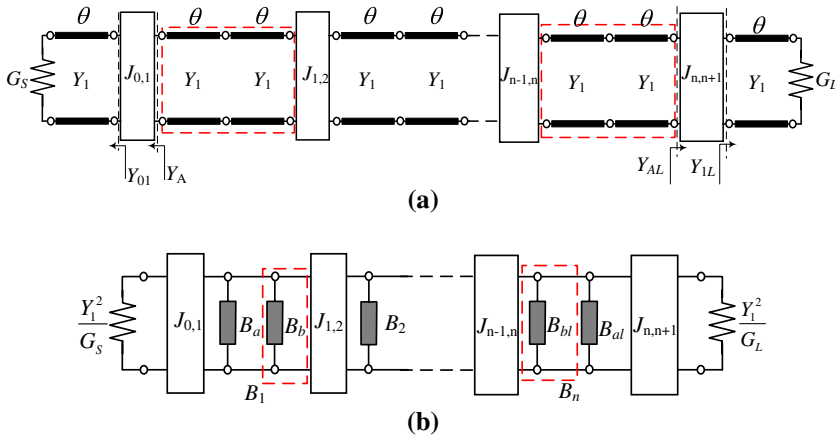 θ θ θ θ θ θ θ θ
G_S Y_1 J_{0,1} Y_1 Y_1 J_{1,2} Y_1 Y_1 J_{n-1,n} Y_1 Y_1 J_{n,n+1} Y_1 G_L
Y_{01} Y_A Y_{AL} Y_{1L}
(a)
Y_1^2/G_S J_{0,1} B_a B_b J_{1,2} B_2 J_{n-1,n} B_{bl} B_{al} J_{n,n+1} Y_1^2/G_L
B_1 B_n
(b)